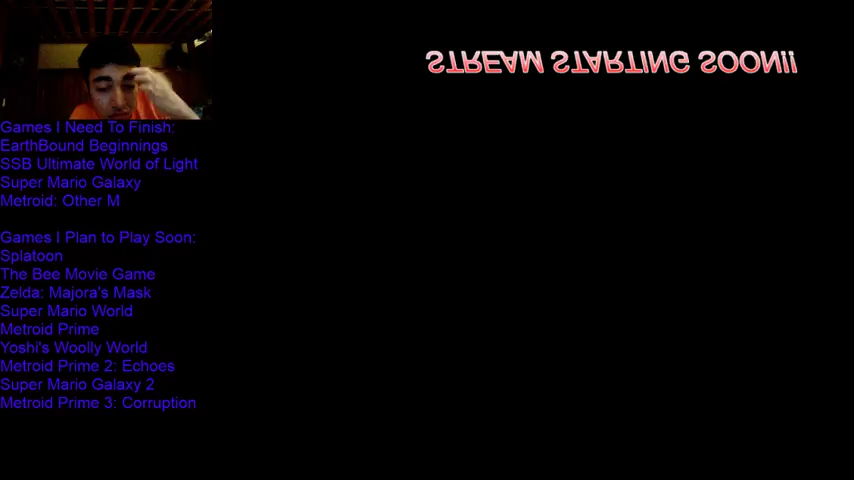 STREAM STARTING SOON!!
Games I Need To Finish:
EarthBound Beginnings
SSB Ultimate World of Light
Super Mario Galaxy
Metroid: Other M
Games I Plan to Play Soon:
Splatoon
The Bee Movie Game
Zelda: Majora's Mask
Super Mario World
Metroid Prime
Yoshi's Woolly World
Metroid Prime 2: Echoes
Super Mario Galaxy 2
Metroid Prime 3: Corruption